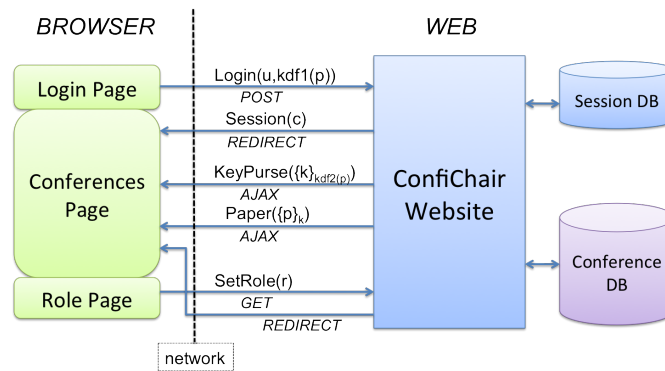 BROWSER
WEB
Login Page
Login(u,kdf1(p))
POST
Session(c)
REDIRECT
Session DB
Conferences
Page
KeyPurse({k}kdf2(p))
AJAX
Paper({p}k)
AJAX
ConfiChair
Website
Conference
DB
Role Page
SetRole(r)
GET
REDIRECT
network